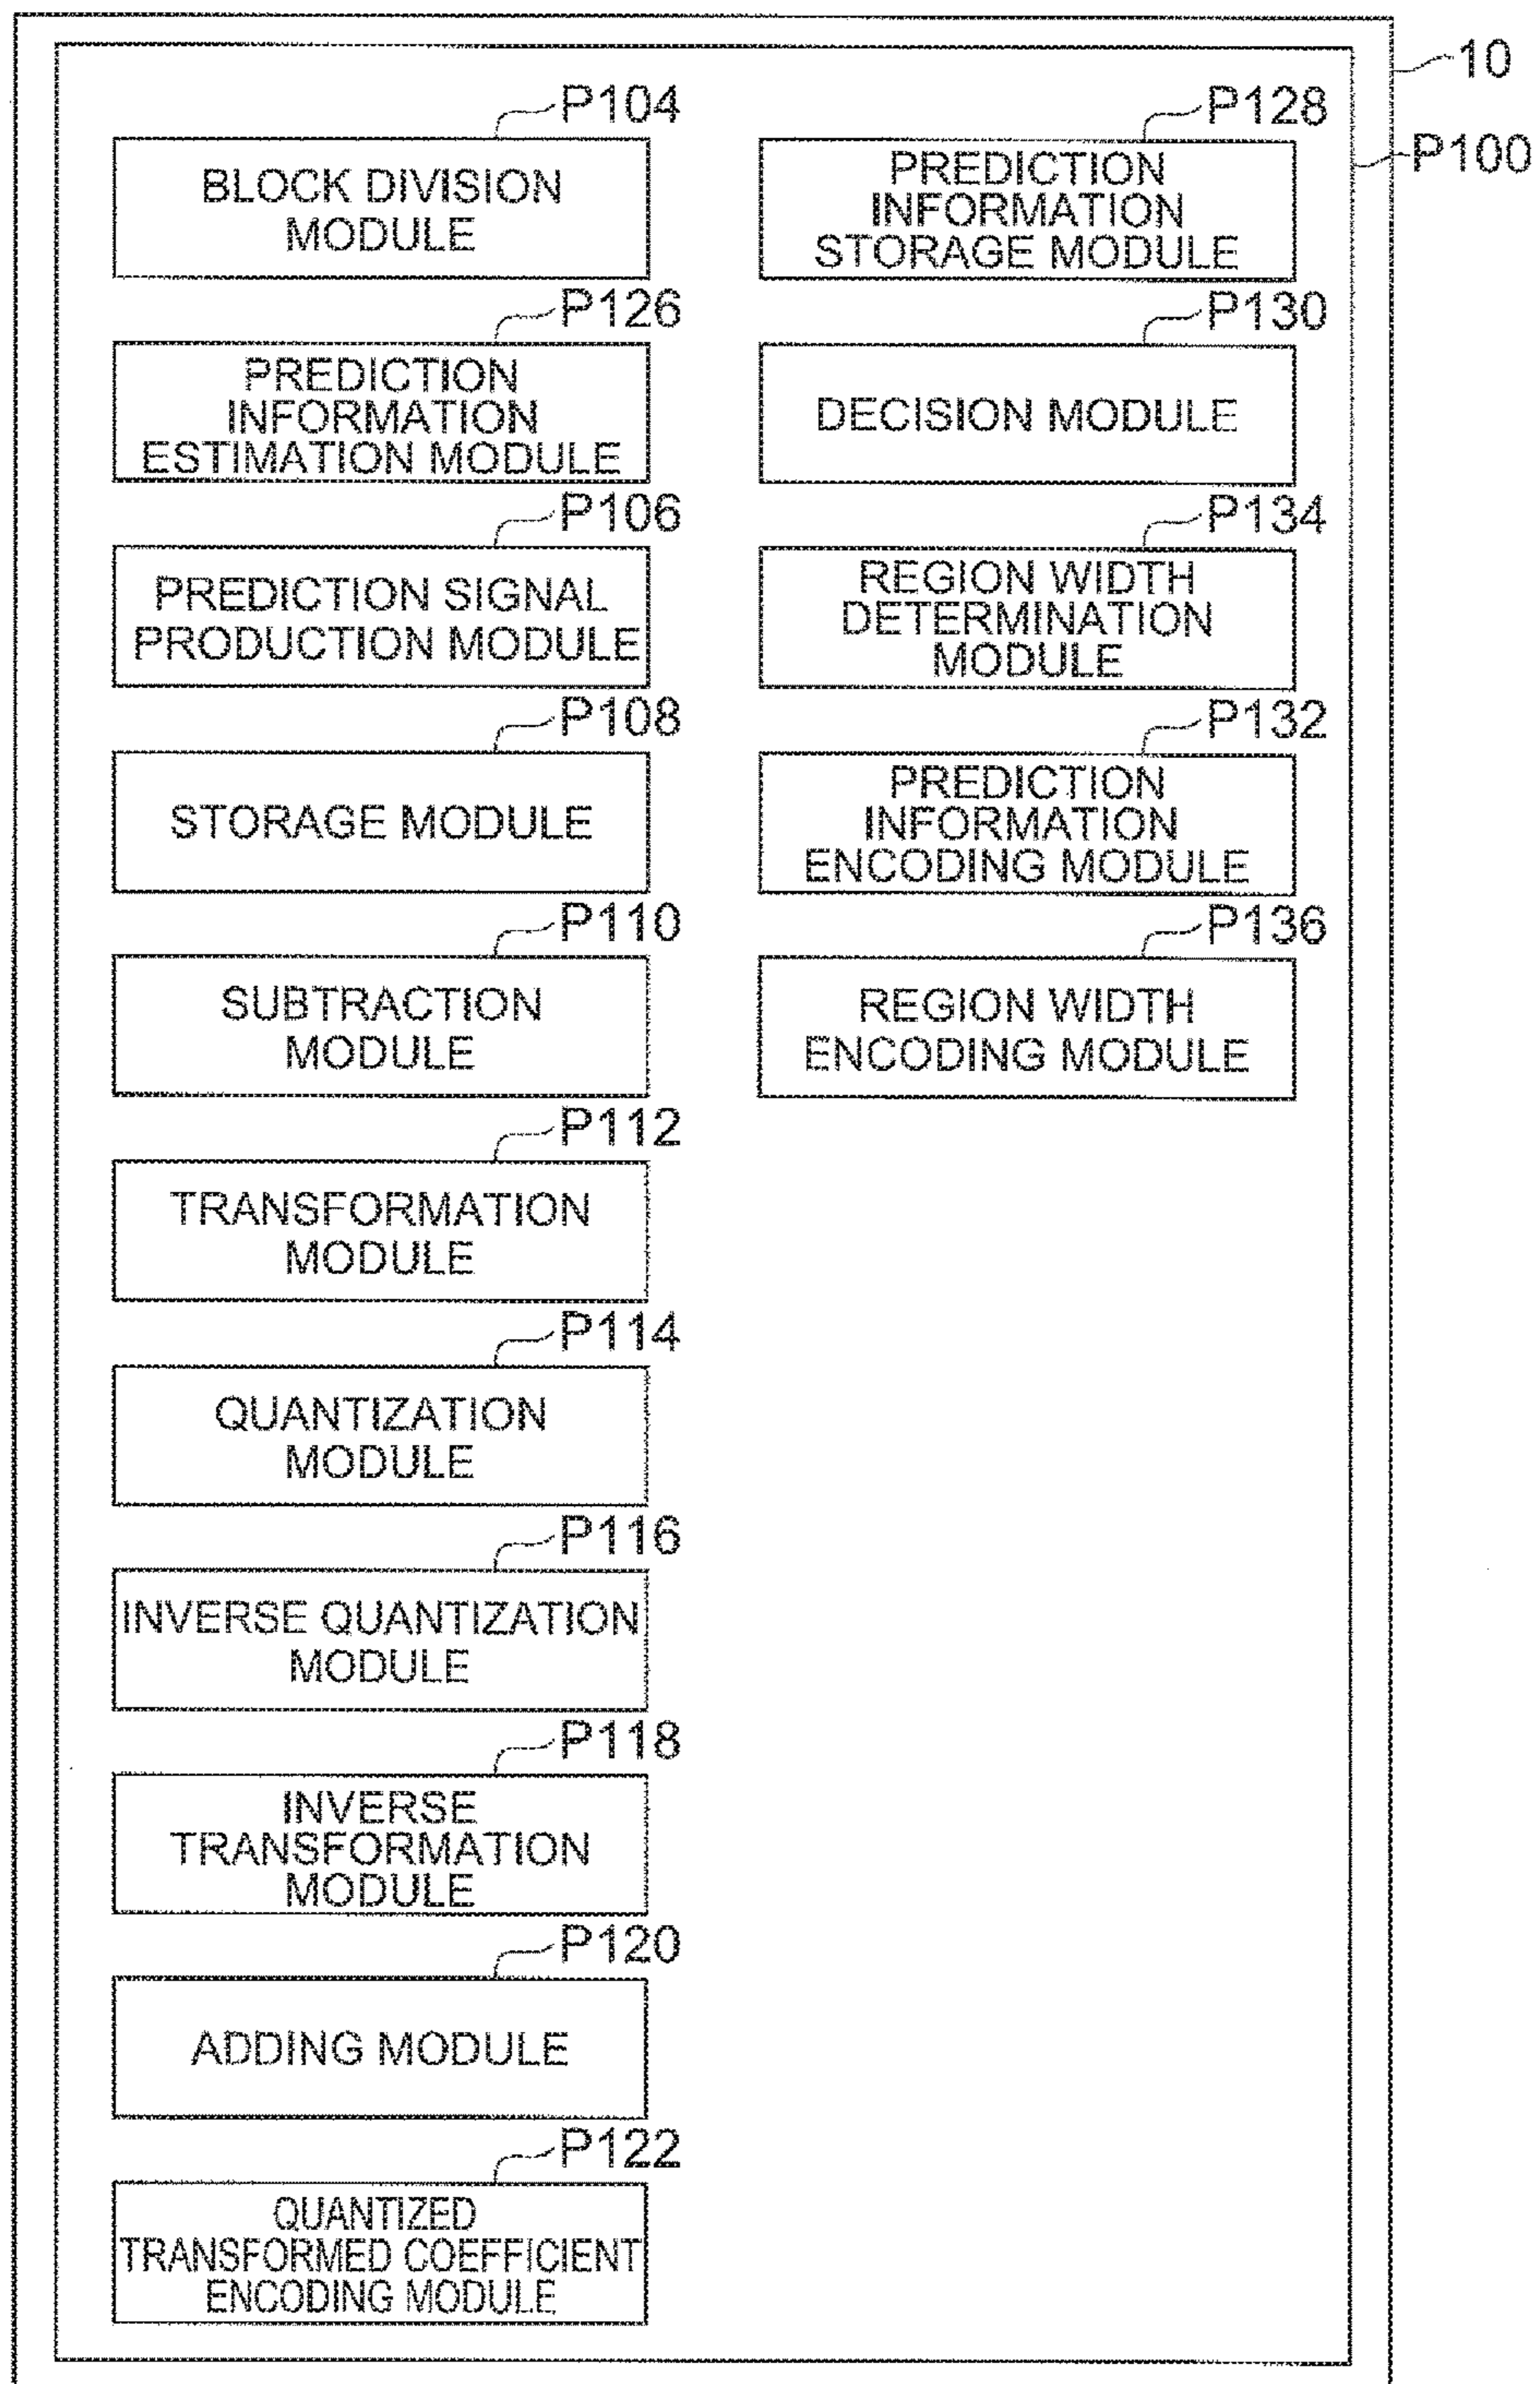 10
P100
P104
BLOCK DIVISION
MODULE
P126
PREDICTION
INFORMATION
ESTIMATION MODULE
P106
PREDICTION SIGNAL
PRODUCTION MODULE
P108
STORAGE MODULE
P110
SUBTRACTION
MODULE
P112
TRANSFORMATION
MODULE
P114
QUANTIZATION
MODULE
P116
INVERSE QUANTIZATION
MODULE
P118
INVERSE
TRANSFORMATION
MODULE
P120
ADDING MODULE
P122
QUANTIZED
TRANSFORMED COEFFICIENT
ENCODING MODULE
P128
PREDICTION
INFORMATION
STORAGE MODULE
P130
DECISION MODULE
P134
REGION WIDTH
DETERMINATION
MODULE
P132
PREDICTION
INFORMATION
ENCODING MODULE
P136
REGION WIDTH
ENCODING MODULE